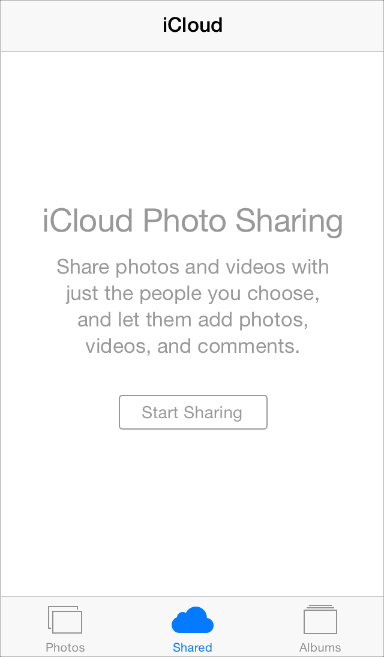 iCloud
iCloud Photo Sharing
Share photos and videos with
just the people you choose,
and let them add photos,
videos, and comments.
Start Sharing
Photos
Shared
Albums